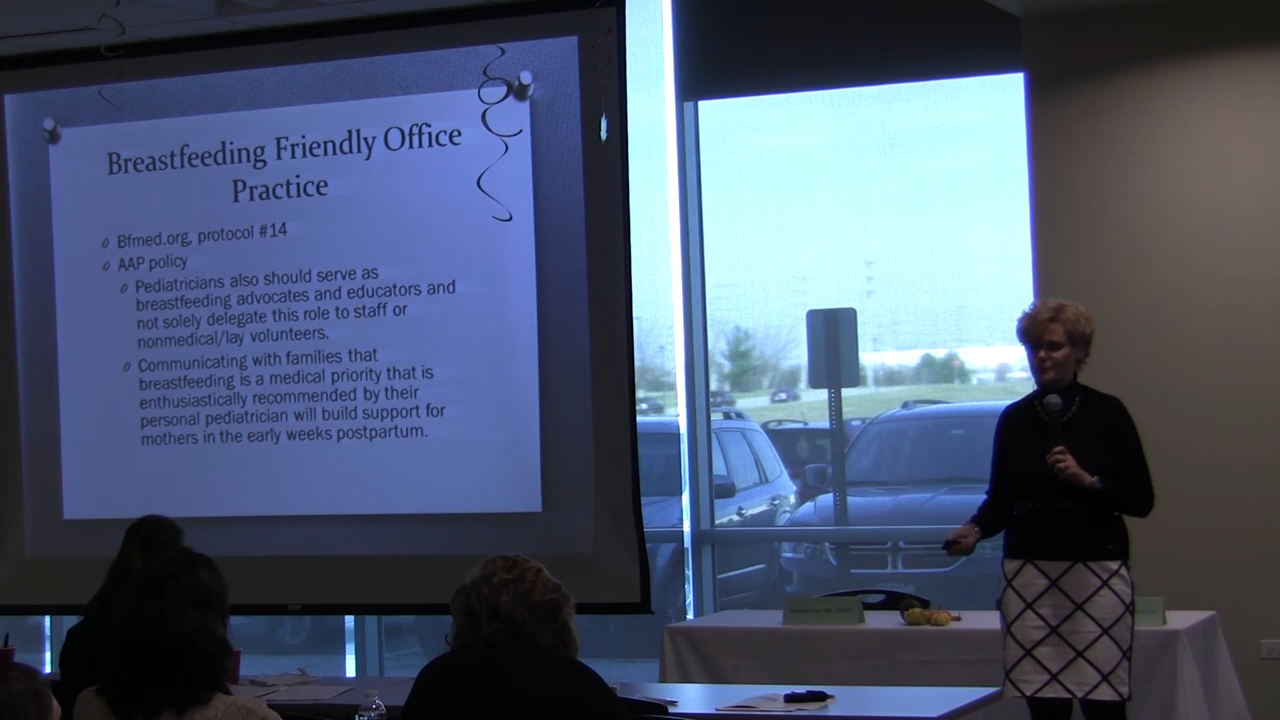 Breastfeeding Friendly Office
Practice
Bfmed.org, protocol #14
AAP policy
Pediatricians also should serve as
breastfeeding advocates and educators and
not solely delegate this role to staff or
nonmedical/lay volunteers.
Communicating with families that
breastfeeding is a medical priority that is
enthusiastically recommended by their
personal pediatrician will build support for
mothers in the early weeks postpartum.